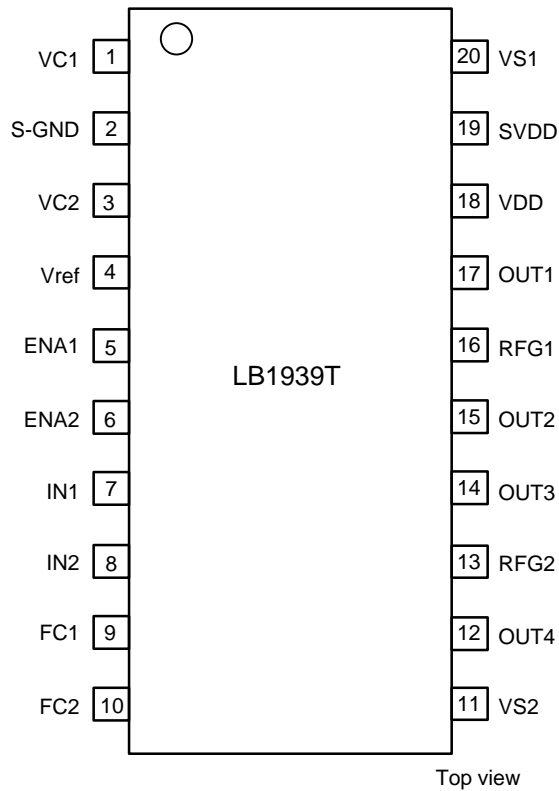 VC1 1 20 VS1
S-GND 2 19 SVDD
VC2 3 18 VDD
Vref 4 17 OUT1
ENA1 5 16 RFG1
LB1939T
ENA2 6 15 OUT2
IN1 7 14 OUT3
IN2 8 13 RFG2
FC1 9 12 OUT4
FC2 10 11 VS2
Top view